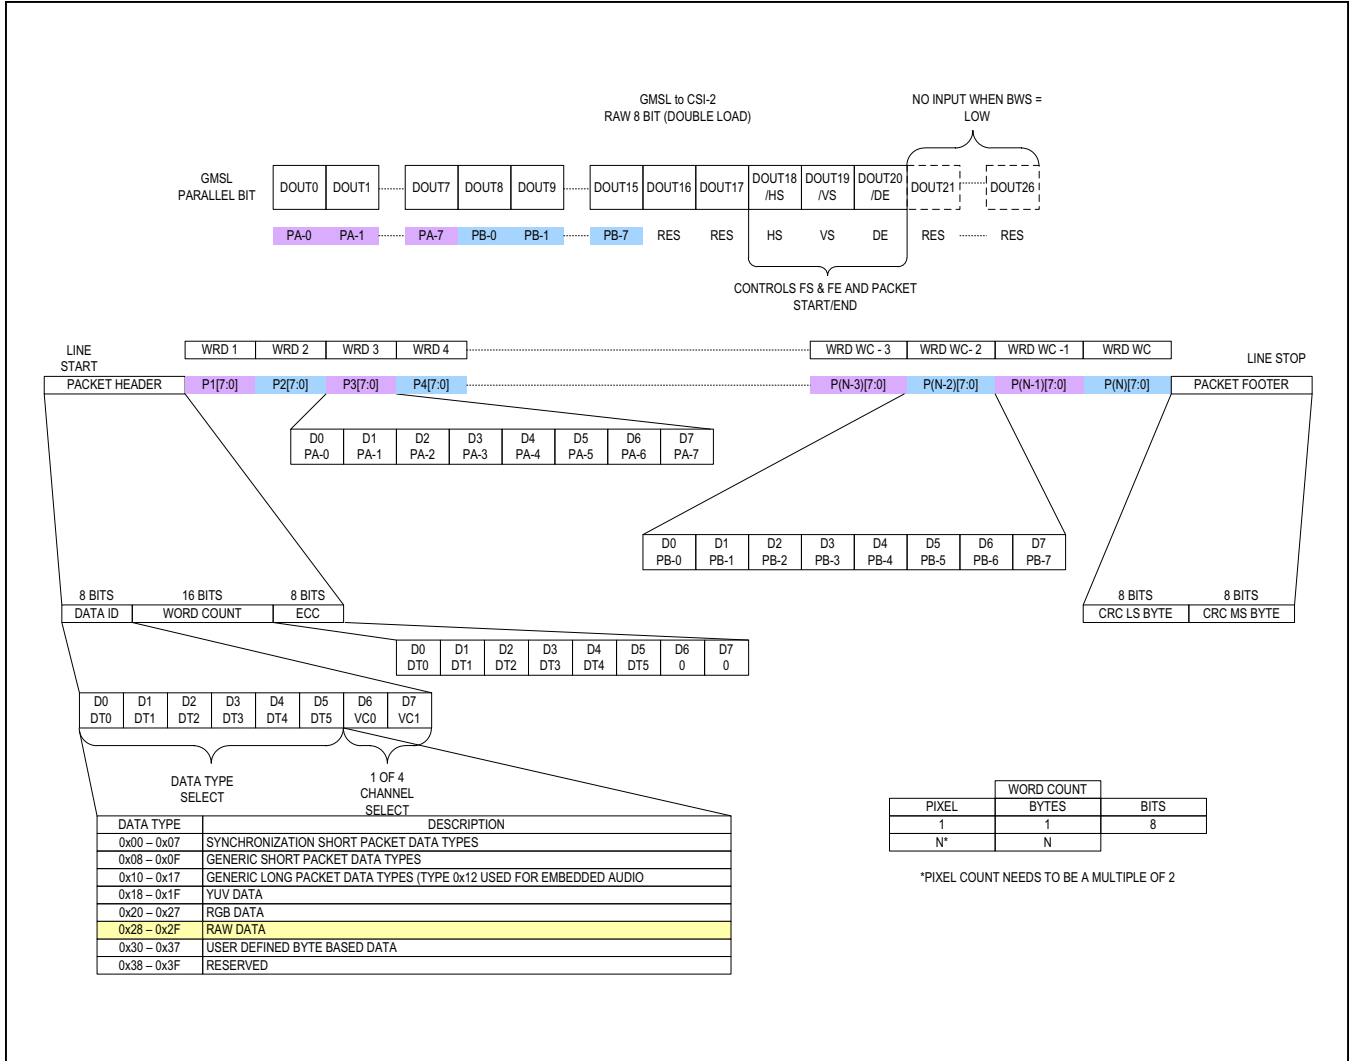 GMSL to CSI-2
RAW 8 BIT (DOUBLE LOAD)
NO INPUT WHEN BWS =
LOW
GMSL
PARALLEL BIT
DOUT0 DOUT1 DOUT7 DOUT8 DOUT9 DOUT15 DOUT16 DOUT17 DOUT18 /HS DOUT19 /VS DOUT20 /DE DOUT21 DOUT26
PA-0 PA-1 PA-7 PB-0 PB-1 PB-7 RES RES HS VS DE RES RES
CONTROLS FS & FE AND PACKET
START/END
LINE
START
WRD 1 WRD 2 WRD 3 WRD 4 WRD WC - 3 WRD WC- 2 WRD WC -1 WRD WC
LINE STOP
PACKET HEADER P1[7:0] P2[7:0] P3[7:0] P4[7:0] P(N-3)[7:0] P(N-2)[7:0] P(N-1)[7:0] P(N)[7:0] PACKET FOOTER
D0 D1 D2 D3 D4 D5 D6 D7
PA-0 PA-1 PA-2 PA-3 PA-4 PA-5 PA-6 PA-7
D0 D1 D2 D3 D4 D5 D6 D7
PB-0 PB-1 PB-2 PB-3 PB-4 PB-5 PB-6 PB-7
8 BITS 16 BITS 8 BITS
DATA ID WORD COUNT ECC
8 BITS 8 BITS
CRC LS BYTE CRC MS BYTE
D0 D1 D2 D3 D4 D5 D6 D7
DT0 DT1 DT2 DT3 DT4 DT5 0 0
D0 D1 D2 D3 D4 D5 D6 D7
DT0 DT1 DT2 DT3 DT4 DT5 VC0 VC1
DATA TYPE
SELECT
1 OF 4
CHANNEL
SELECT
DATA TYPE DESCRIPTION
0x00 – 0x07 SYNCHRONIZATION SHORT PACKET DATA TYPES
0x08 – 0x0F GENERIC SHORT PACKET DATA TYPES
0x10 – 0x17 GENERIC LONG PACKET DATA TYPES (TYPE 0x12 USED FOR EMBEDDED AUDIO
0x18 – 0x1F YUV DATA
0x20 – 0x27 RGB DATA
0x28 – 0x2F RAW DATA
0x30 – 0x37 USER DEFINED BYTE BASED DATA
0x38 – 0x3F RESERVED
WORD COUNT
PIXEL BYTES BITS
1 1 8
N* N
*PIXEL COUNT NEEDS TO BE A MULTIPLE OF 2